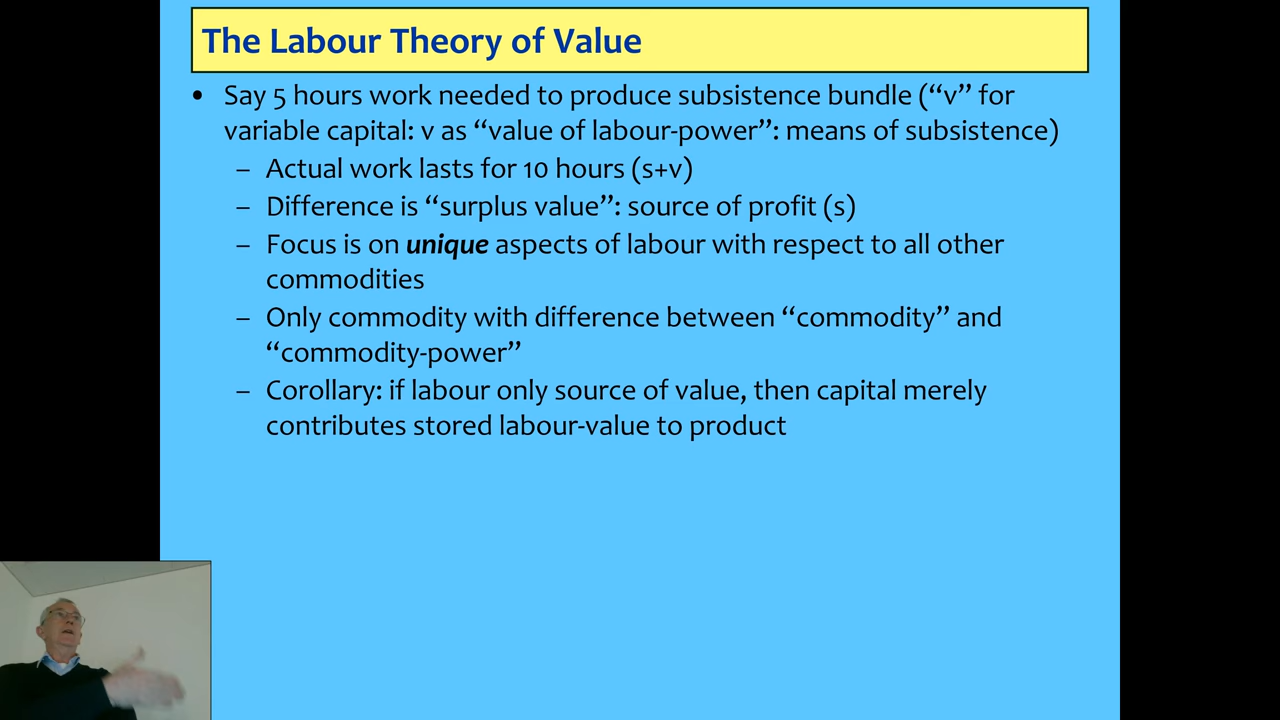 The Labour Theory of Value
• Say 5 hours work needed to produce subsistence bundle (“v” for
variable capital: v as “value of labour-power”: means of subsistence)
– Actual work lasts for 10 hours (s+v)
– Difference is “surplus value”: source of profit (s)
– Focus is on unique aspects of labour with respect to all other
commodities
– Only commodity with difference between “commodity” and
“commodity-power”
– Corollary: if labour only source of value, then capital merely
contributes stored labour-value to product